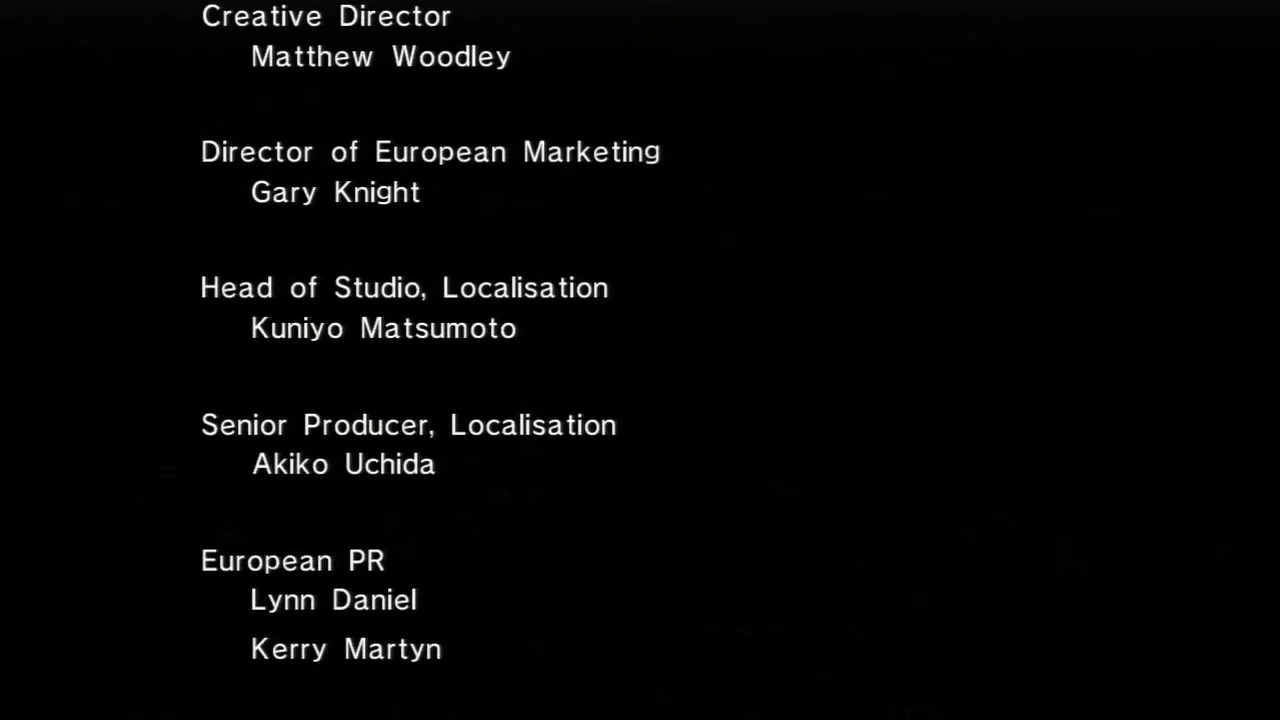 Creative Director
Matthew Woodley
Director of European Marketing
Gary Knight
Head of Studio, Localisation
Kuniyo Matsumoto
Senior Producer, Localisation
Akiko Uchida
European PR
Lynn Daniel
Kerry Martyn